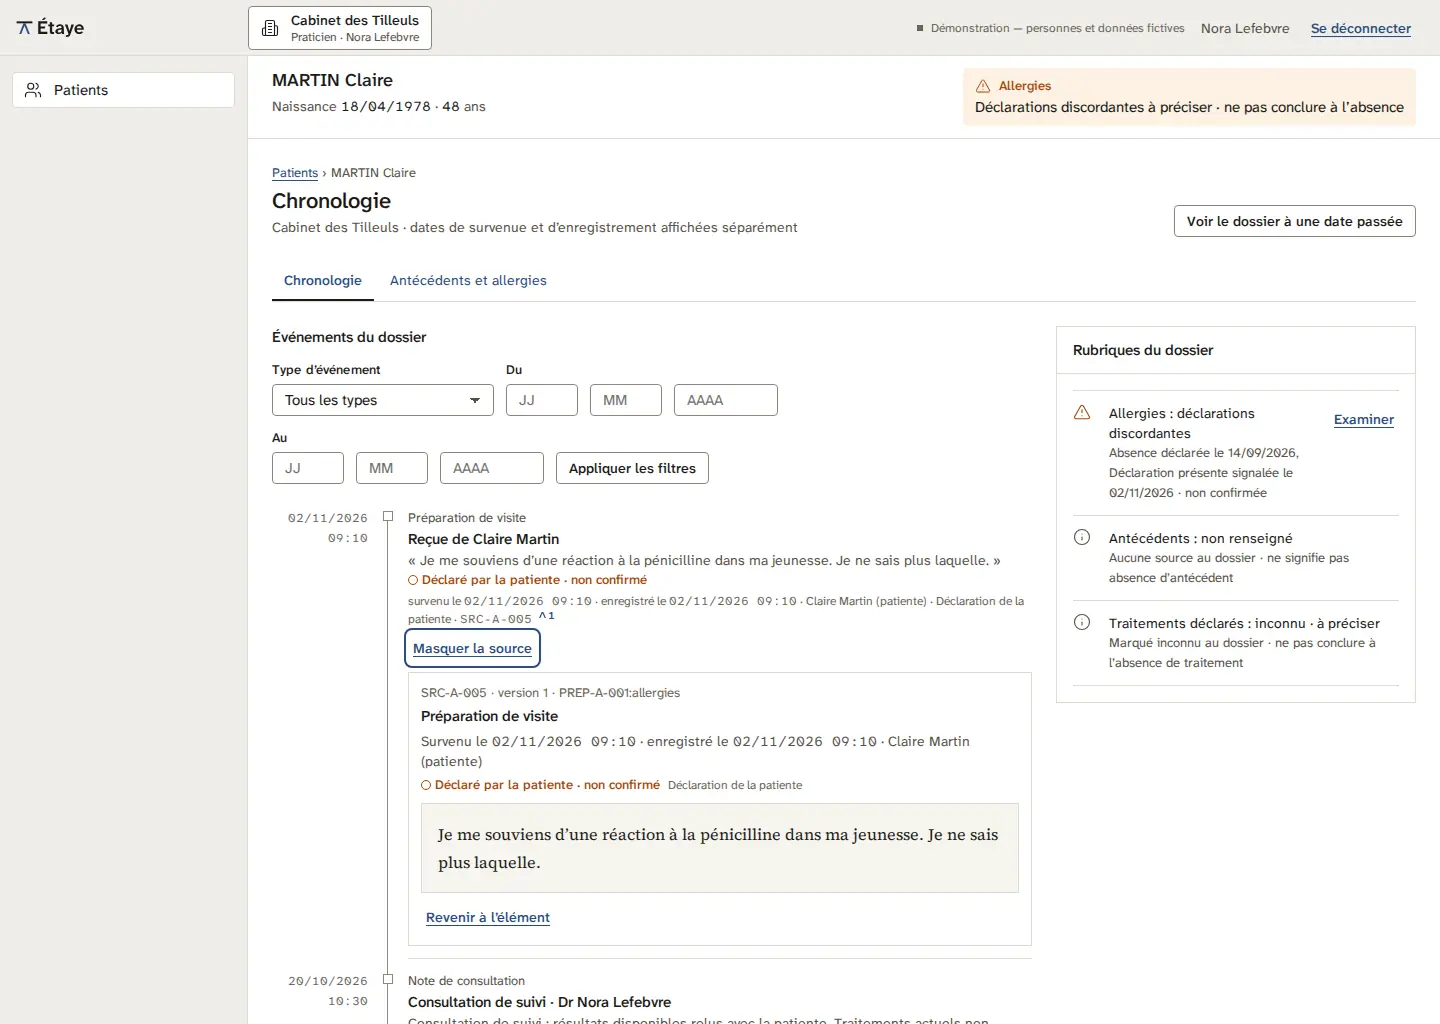 Étaye
Cabinet des Tilleuls
Praticien · Nora Lefebvre
Démonstration — personnes et données fictives
Nora Lefebvre
Se déconnecter
Patients
MARTIN Claire
Naissance 18/04/1978 · 48 ans
Allergies
Déclarations discordantes à préciser · ne pas conclure à l’absence
Patients › MARTIN Claire
Chronologie
Cabinet des Tilleuls · dates de survenue et d’enregistrement affichées séparément
Voir le dossier à une date passée
Chronologie
Antécédents et allergies
Événements du dossier
Type d’événement
Du
Tous les types
JJ
MM
AAAA
Au
JJ
MM
AAAA
Appliquer les filtres
02/11/2026
09:10
Préparation de visite
Reçue de Claire Martin
« Je me souviens d’une réaction à la pénicilline dans ma jeunesse. Je ne sais plus laquelle. »
Déclaré par la patiente · non confirmé
survenu le 02/11/2026 09:10 · enregistré le 02/11/2026 09:10 · Claire Martin (patiente) · Déclaration de la
patiente · SRC-A-005 ^1
Masquer la source
SRC-A-005 · version 1 · PREP-A-001:allergies
Préparation de visite
Survenu le 02/11/2026 09:10 · enregistré le 02/11/2026 09:10 · Claire Martin
(patiente)
Déclaré par la patiente · non confirmé Déclaration de la patiente
Je me souviens d’une réaction à la pénicilline dans ma jeunesse. Je ne sais
plus laquelle.
Revenir à l’élément
20/10/2026
10:30
Note de consultation
Consultation de suivi · Dr Nora Lefebvre
Consultation de suivi : résultats disponibles relus avec la patiente. Traitements actuels non
Rubriques du dossier
Allergies : déclarations
discordantes
Absence déclarée le 14/09/2026,
Déclaration présente signalée le
02/11/2026 · non confirmée
Examiner
Antécédents : non renseigné
Aucune source au dossier · ne signifie pas
absence d’antécédent
Traitements déclarés : inconnu · à préciser
Marqué inconnu au dossier · ne pas conclure à
l’absence de traitement